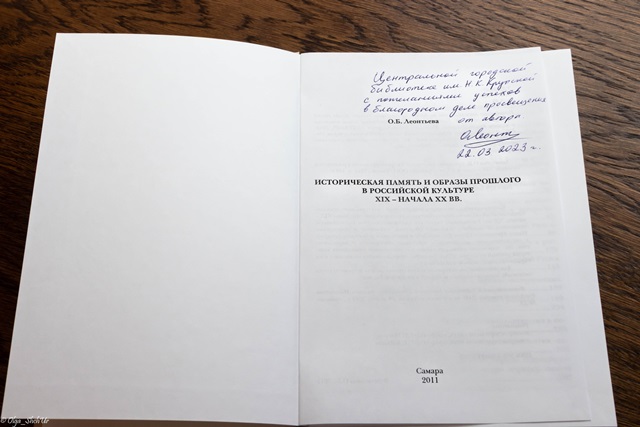 Центральной городской
библиотеке им. Н.К. Крупской
с пожеланиями успехов
в благородном деле просвещения
от автора
О.Б. Леонтьева
ОЛеонт
22.03.2023 г.
ИСТОРИЧЕСКАЯ ПАМЯТЬ И ОБРАЗЫ ПРОШЛОГО
В РОССИЙСКОЙ КУЛЬТУРЕ
XIX – НАЧАЛА XX ВВ.
Самара
2011